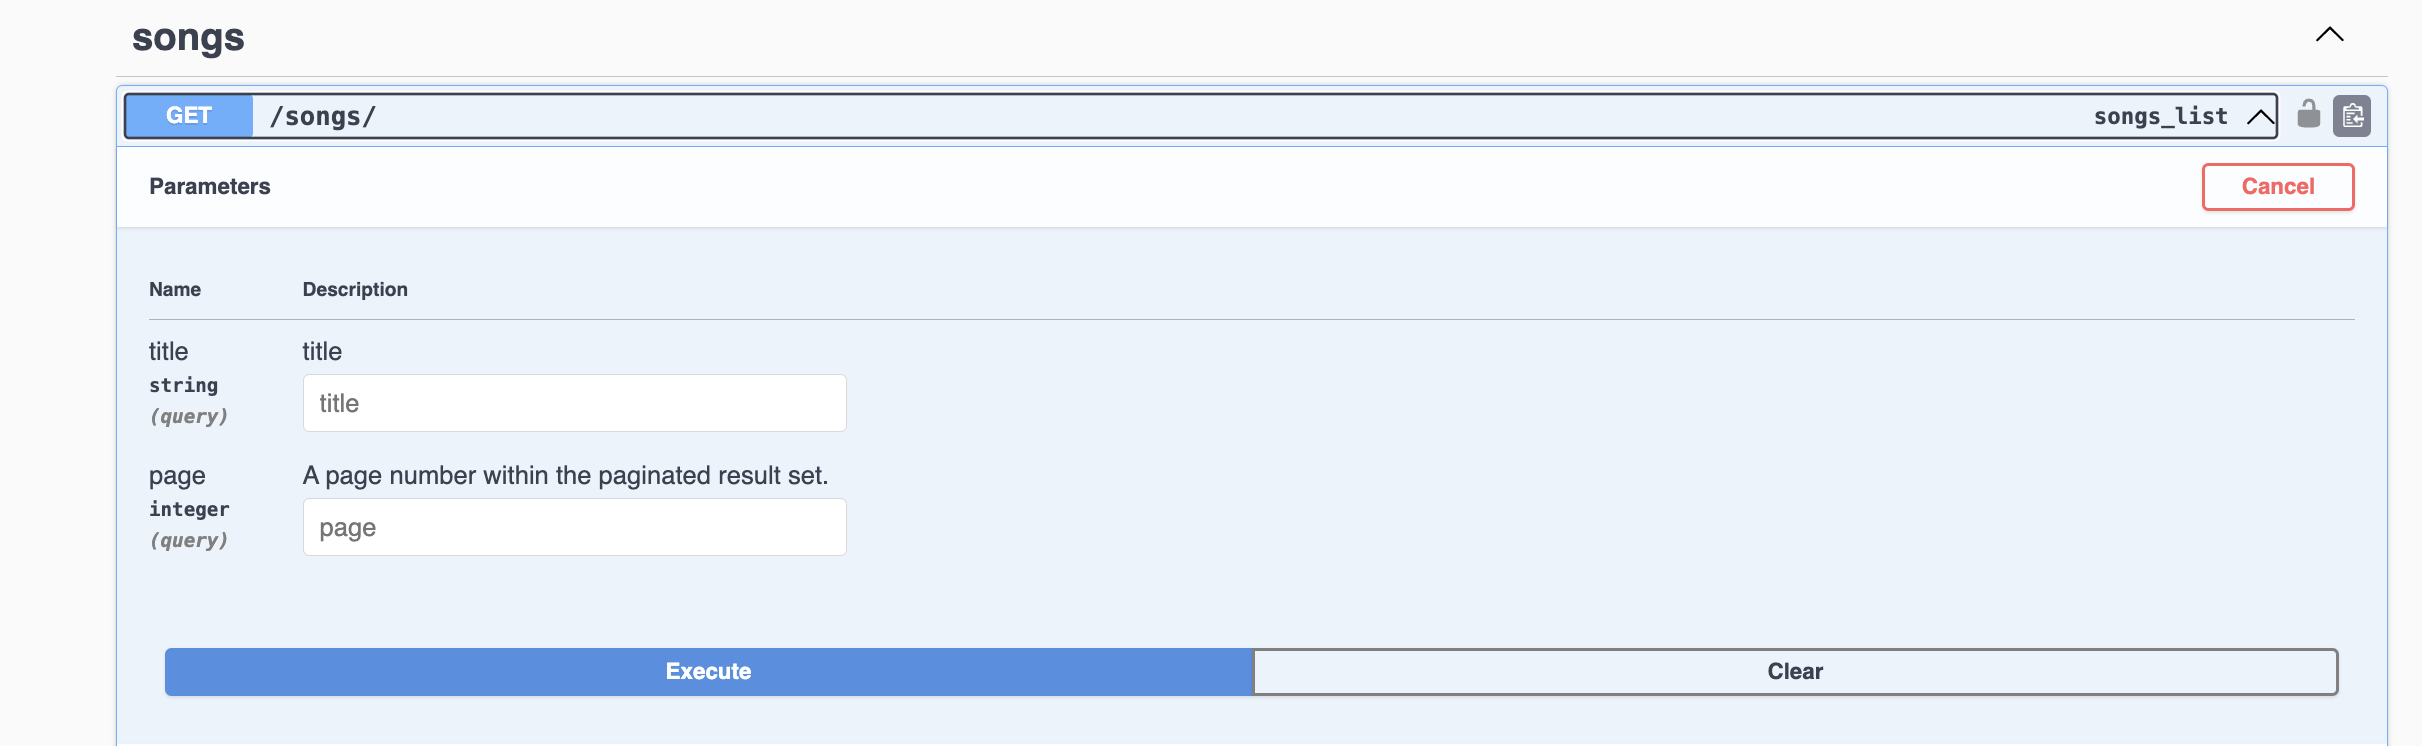 songs
GET /songs/ songs_list
Parameters Cancel
Name Description
title title
string
title
(query)
page A page number within the paginated result set.
integer
page
(query)
Execute Clear